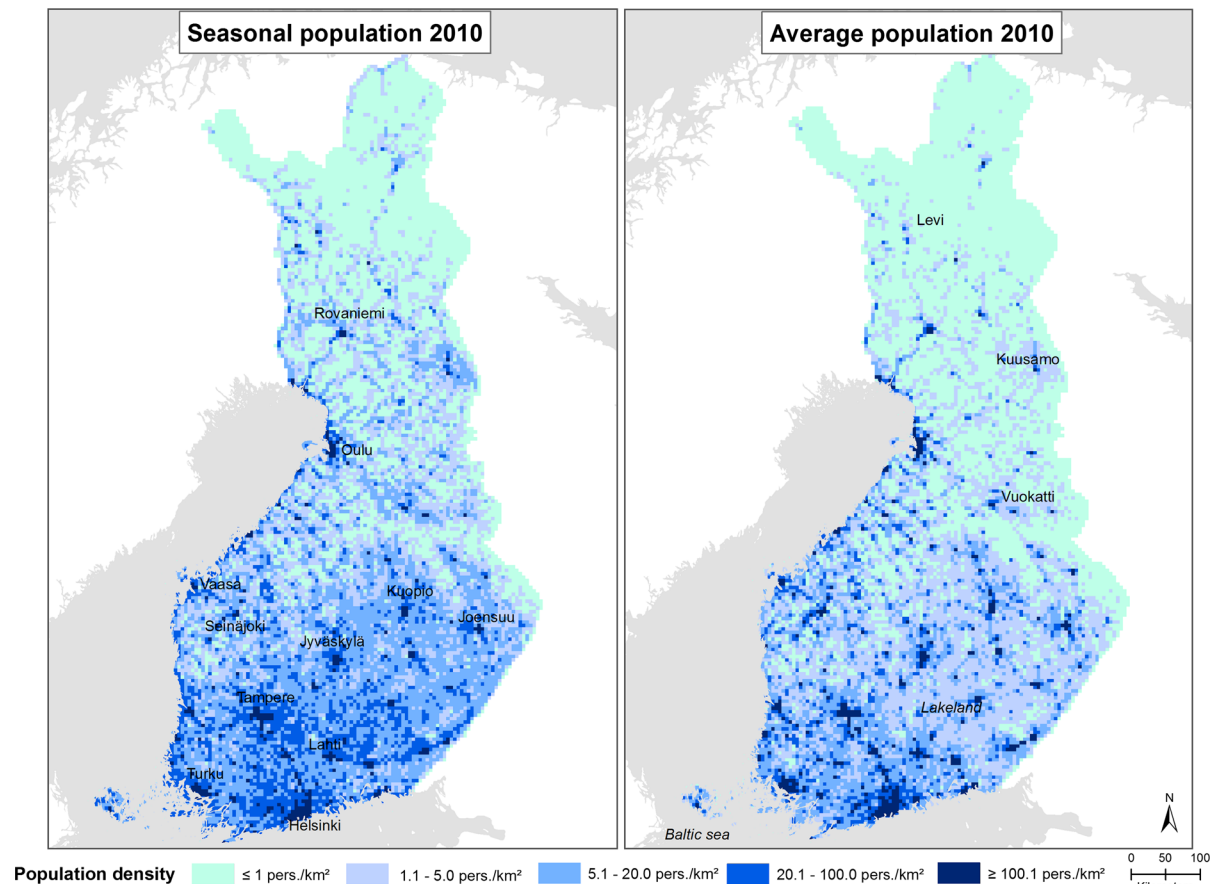 Seasonal population 2010
Average population 2010
Levi
Rovaniemi
Kuusamo
Oulu
Vuokatti
Vaasa
Kuopio
Seinäjoki
Joensuu
Jyväskylä
Tampere
Lakeland
Lahti
Turku
Helsinki
Baltic sea
N
Population density
≤ 1 pers./km²
1.1 - 5.0 pers./km²
5.1 - 20.0 pers./km²
20.1 - 100.0 pers./km²
≥ 100.1 pers./km²
0 50 100